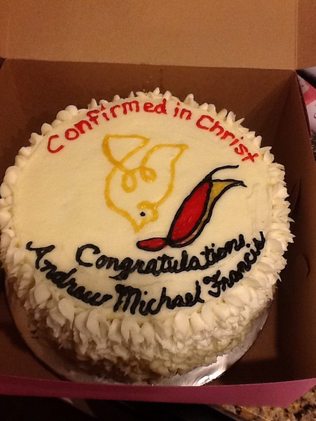 Confirmed in Christ
Congratulations
Andrew Michael Francis